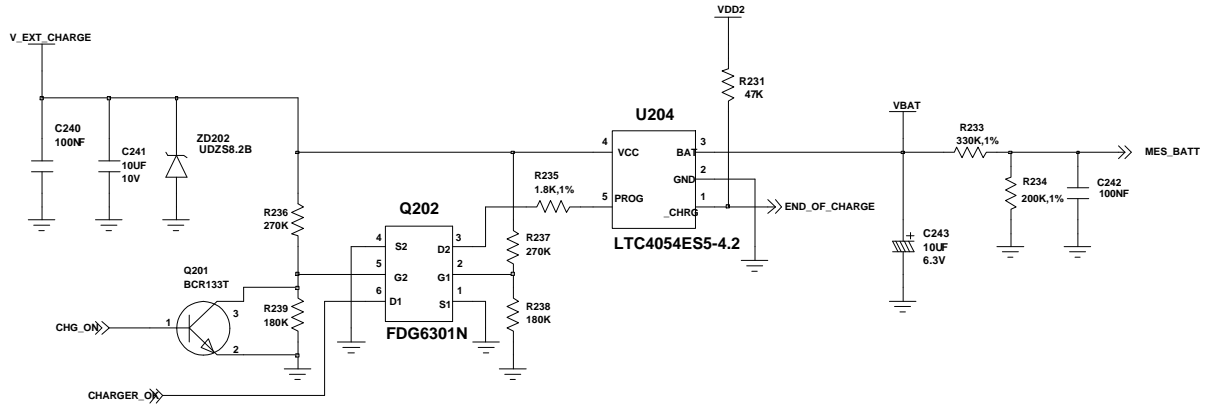 VDD2
V_EXT_CHARGE
R231
47K
C240
100NF
C241
10UF
10V
ZD202
UDZS8.2B
U204
VBAT
4
VCC
BAT
3
R233
330K,1%
MES_BATT
GND
2
R235
1.8K,1%
5
PROG
_CHRG
1
END_OF_CHARGE
LTC4054ES5-4.2
R234
200K,1%
C242
100NF
C243
10UF
6.3V
+
R236
270K
Q202
4
S2
D2
3
5
G2
G1
2
6
D1
S1
1
FDG6301N
R237
270K
R238
180K
Q201
BCR133T
R239
180K
CHG_ON
1
3
2
CHARGER_OK